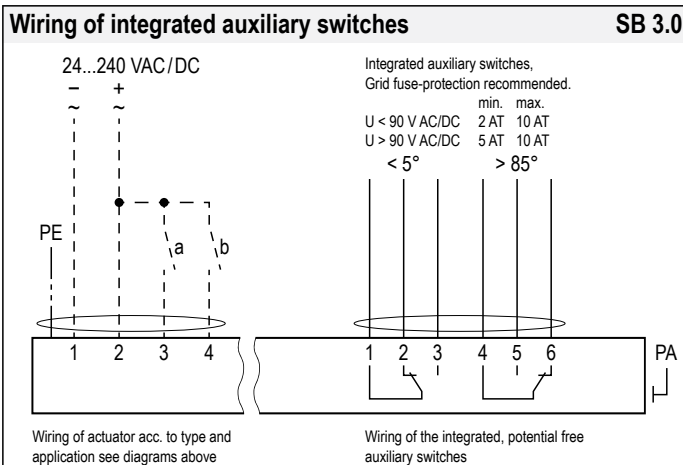 Wiring of integrated auxiliary switches SB 3.0
24...240 VAC/DC
– +
~ ~
Integrated auxiliary switches,
Grid fuse-protection recommended.
min. max.
U < 90 V AC/DC 2 AT 10 AT
U > 90 V AC/DC 5 AT 10 AT
< 5° > 85°
PE
a b
1 2 3 4 1 2 3 4 5 6 PA
Wiring of actuator acc. to type and
application see diagrams above
Wiring of the integrated, potential free
auxiliary switches